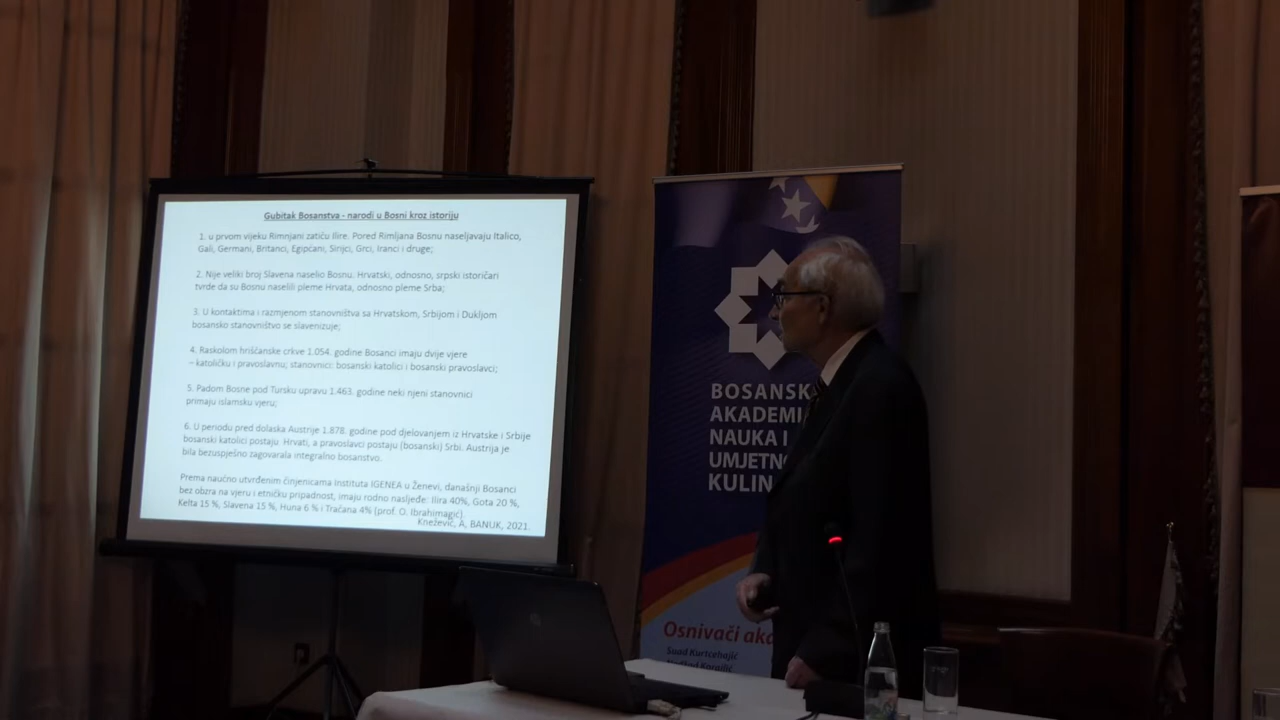 Gubitak Bosanstva - narodi u Bosni kroz istoriju
1. u prvom vijeku Rimnjani zatiču Ilire. Pored Rimljana Bosnu naseljavaju Italico,
Gali, Germani, Britanci, Egipćani, Sirijci, Grci, Iranci i druge;
2. Nije veliki broj Slavena naselio Bosnu. Hrvatski, odnosno, srpski istoričari
tvrde da su Bosnu naselili pleme Hrvata, odnosno pleme Srba;
3. U kontaktima i razmjenom stanovništva sa Hrvatskom, Srbijom i Dukljom
bosansko stanovništvo se slavenizuje;
4. Raskolom hrišćanske crkve 1.054. godine Bosanci imaju dvije vjere
– katoličku i pravoslavnu; stanovnici: bosanski katolici i bosanski pravoslavci;
5. Padom Bosne pod Tursku upravu 1.463. godine neki njeni stanovnici
primaju islamsku vjeru;
6. U periodu pred dolaska Austrije 1.878. godine pod djelovanjem iz Hrvatske i Srbije
bosanski katolici postaju Hrvati, a pravoslavci postaju (bosanski) Srbi. Austrija je
bila bezuspješno zagovarala integralno bosanstvo.
Prema naučno utvrđenim činjenicama Instituta IGENEA u Ženevi, današnji Bosanci
bez obzra na vjeru i etničku pripadnost, imaju rodno nasljeđe: Ilira 40%, Gota 20 %,
Kelta 15 %, Slavena 15 %, Huna 6 % i Tračana 4% (prof. O. Ibrahimagić).
Knežević, A, BANUK, 2021.
BOSANSK
AKADEMI
NAUKA I
UMJETNO
KULIN
Osnivači aka
Suad Kurtćehajić